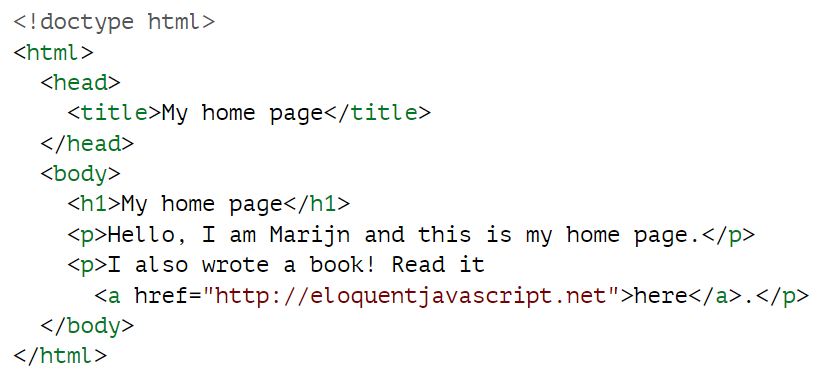 <!doctype html>
<html>
  <head>
    <title>My home page</title>
  </head>
  <body>
    <h1>My home page</h1>
    <p>Hello, I am Marijn and this is my home page.</p>
    <p>I also wrote a book! Read it
      <a href="http://eloquentjavascript.net">here</a>.</p>
  </body>
</html>